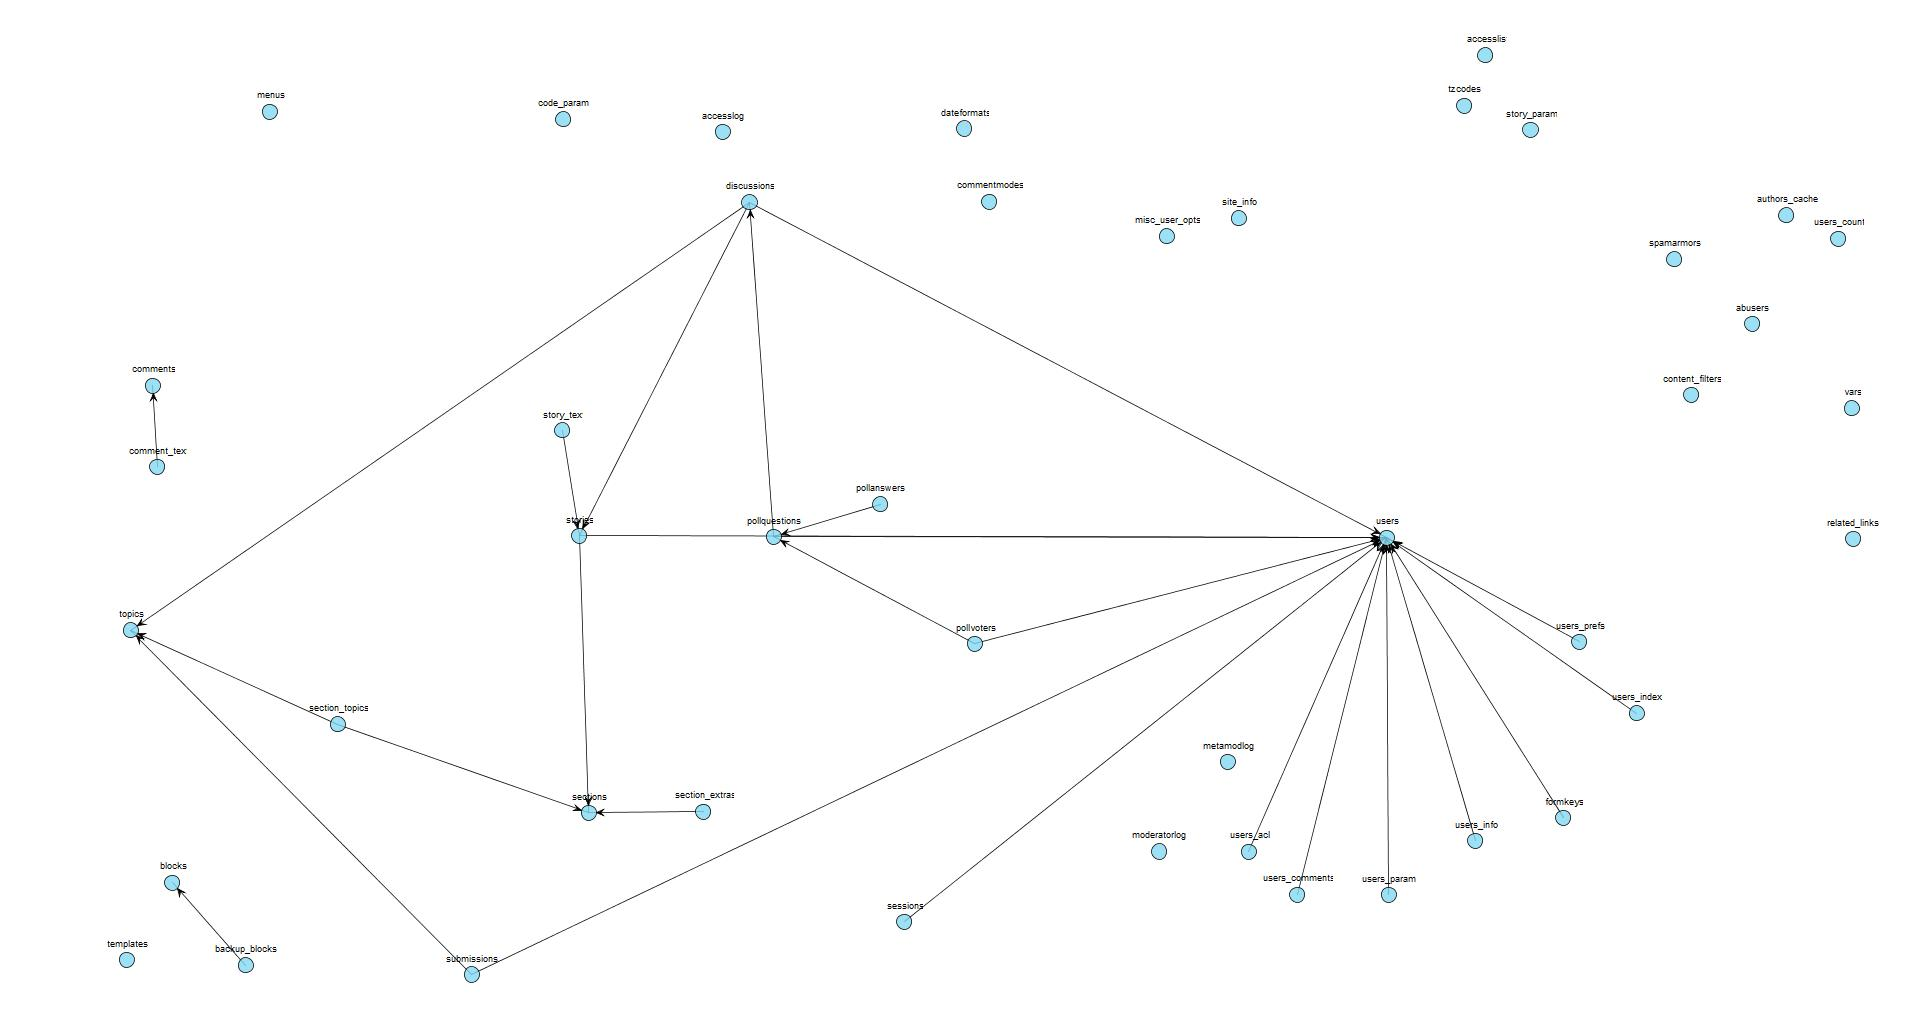 accesslis
tzcodes
menus
code_param
story_param
accesslog
dateformats
discussions
commentmodes
authors_cache
site_info
misc_user_opts
users_count
spamarmors
abusers
comments
content_filters
vars
story_tex
comment_tex
pollanswers
stories
pollquestions
users
related_links
topics
pollvoters
users_prefs
users_index
section_topics
metamodlog
sections
section_extras
formkeys
users_info
moderatorlog
users_acl
blocks
users_comments
users_param
sessions
templates
backup_blocks
submissions